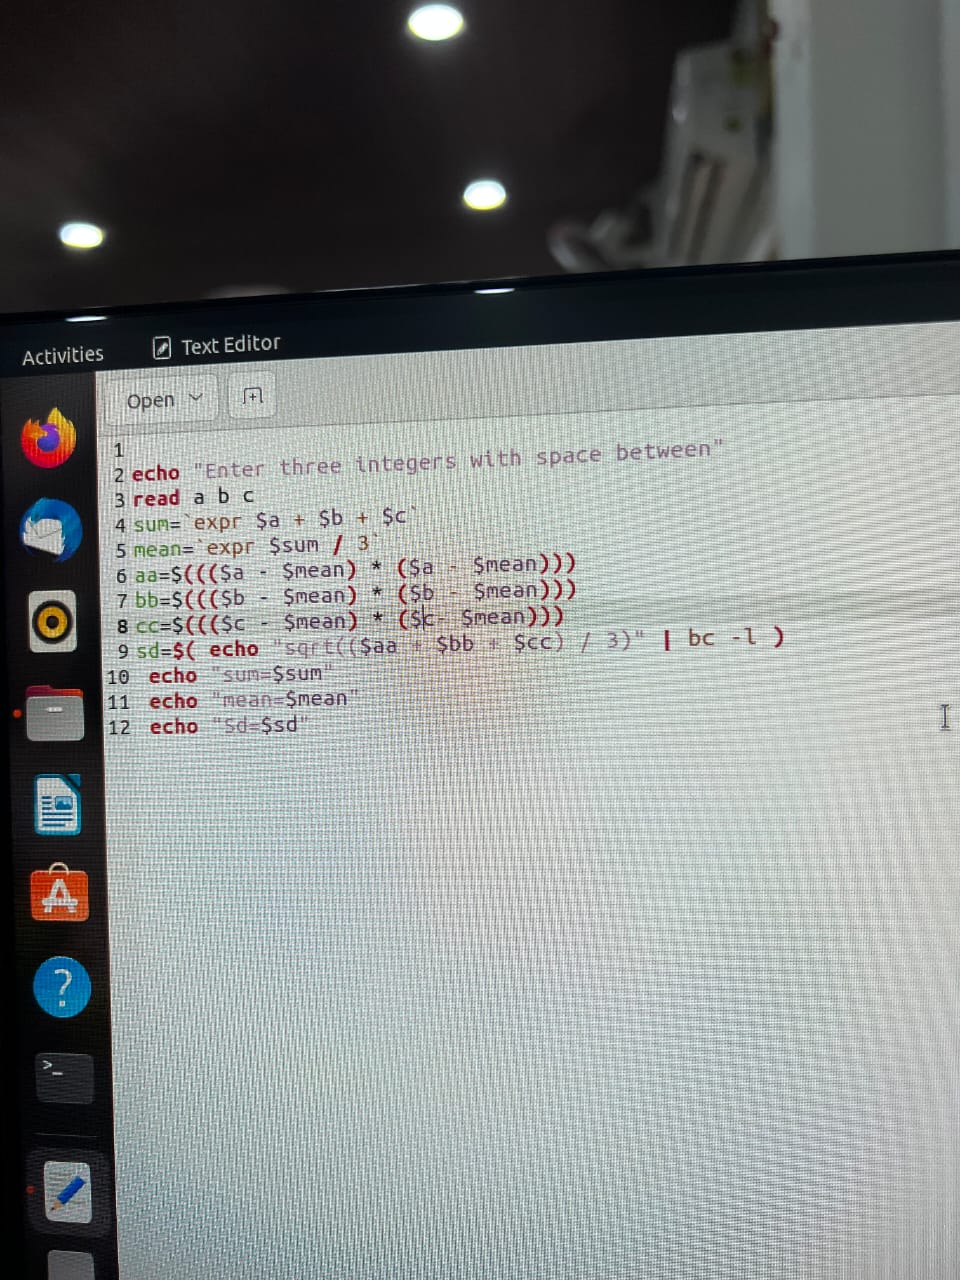 Activities
Text Editor
Open
1
2 echo "Enter three integers with space between"
3 read a b c
4 sum=`expr $a + $b + $c`
5 mean=`expr $sum / 3`
6 aa=$((($a - $mean) * ($a - $mean)))
7 bb=$((($b - $mean) * ($b - $mean)))
8 cc=$((($c - $mean) * ($c- $mean)))
9 sd=$( echo "sqrt(($aa + $bb + $cc) / 3)" | bc -l )
10 echo "sum=$sum"
11 echo "mean=$mean"
12 echo "Sd=$sd"